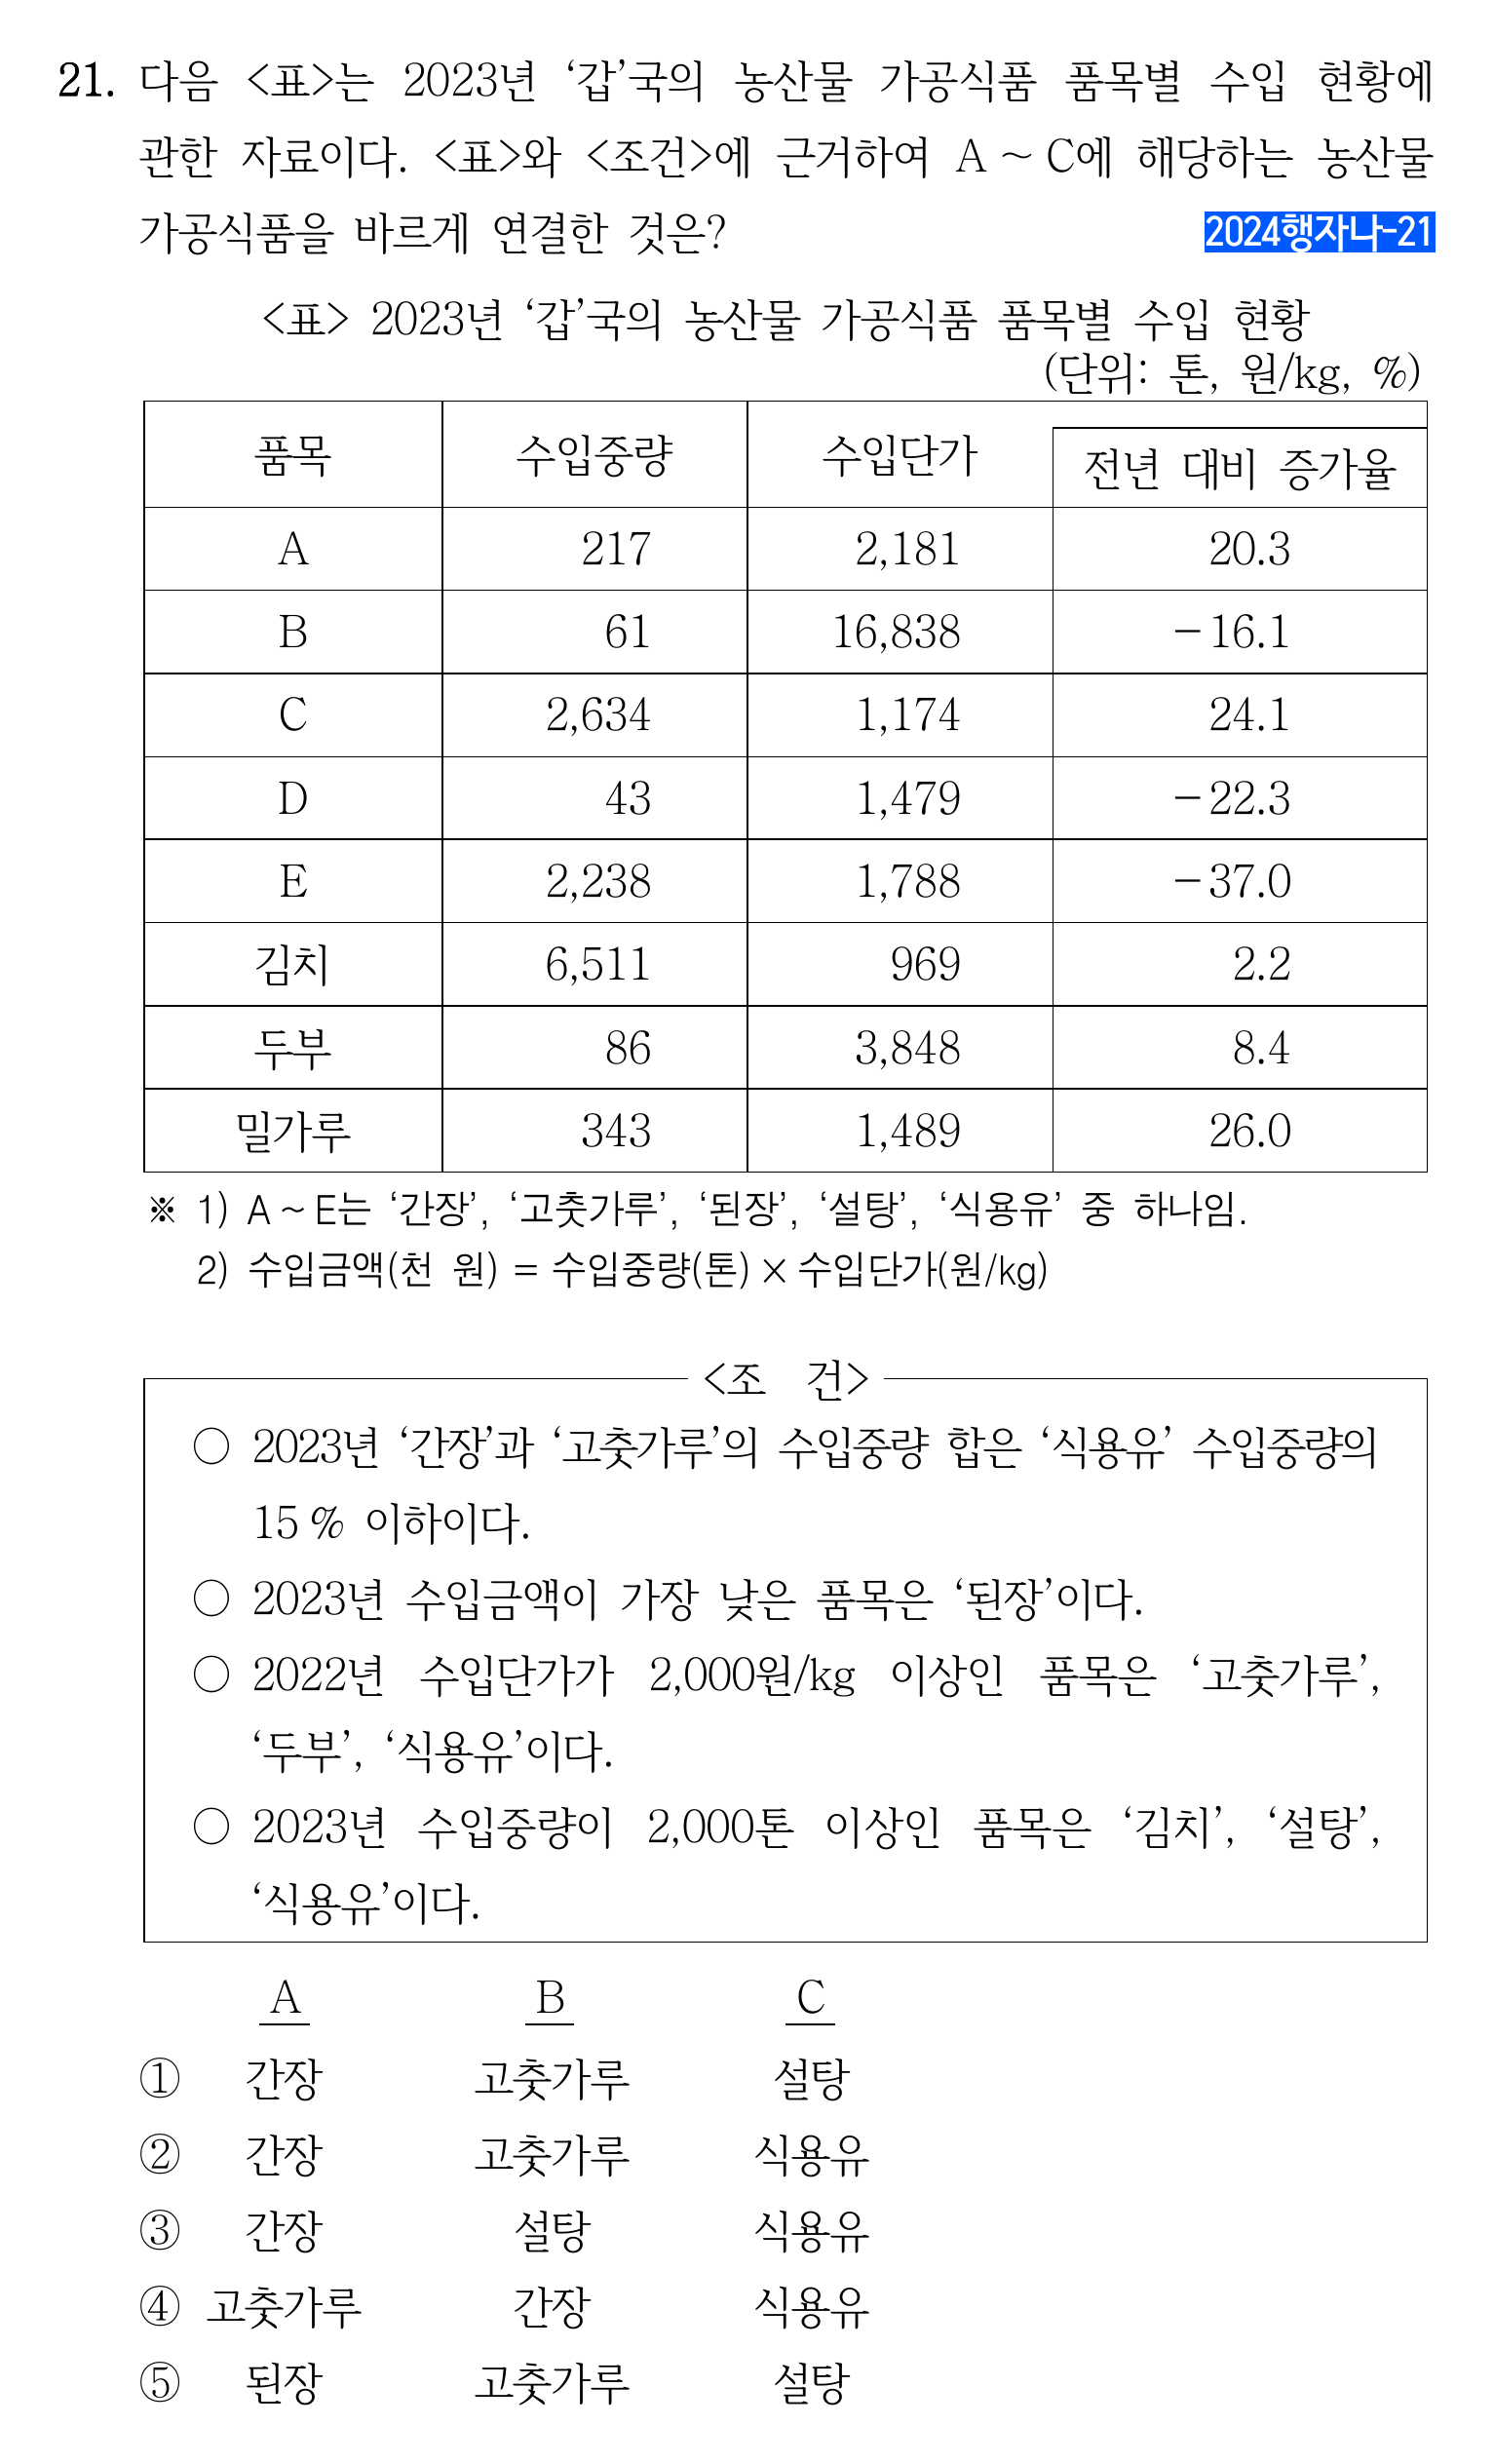 21. 다음 <표>는 2023년 ‘갑’국의 농산물 가공식품 품목별 수입 현황에
관한 자료이다. <표>와 <조건>에 근거하여 A ~ C에 해당하는 농산물
가공식품을 바르게 연결한 것은? 2024행자나-21
<표> 2023년 ‘갑’국의 농산물 가공식품 품목별 수입 현황
(단위: 톤, 원/kg, %)
품목 수입중량 수입단가 전년 대비 증가율
A 217 2,181 20.3
B 61 16,838 −16.1
C 2,634 1,174 24.1
D 43 1,479 −22.3
E 2,238 1,788 −37.0
김치 6,511 969 2.2
두부 86 3,848 8.4
밀가루 343 1,489 26.0
※ 1) A ~ E는 ‘간장’, ‘고춧가루’, ‘된장’, ‘설탕’, ‘식용유’ 중 하나임.
2) 수입금액(천 원) = 수입중량(톤) × 수입단가(원/kg)
<조 건>
○ 2023년 ‘간장’과 ‘고춧가루’의 수입중량 합은 ‘식용유’ 수입중량의
15 % 이하이다.
○ 2023년 수입금액이 가장 낮은 품목은 ‘된장’이다.
○ 2022년 수입단가가 2,000원/kg 이상인 품목은 ‘고춧가루’,
‘두부’, ‘식용유’이다.
○ 2023년 수입중량이 2,000톤 이상인 품목은 ‘김치’, ‘설탕’,
‘식용유’이다.
A B C
① 간장 고춧가루 설탕
② 간장 고춧가루 식용유
③ 간장 설탕 식용유
④ 고춧가루 간장 식용유
⑤ 된장 고춧가루 설탕